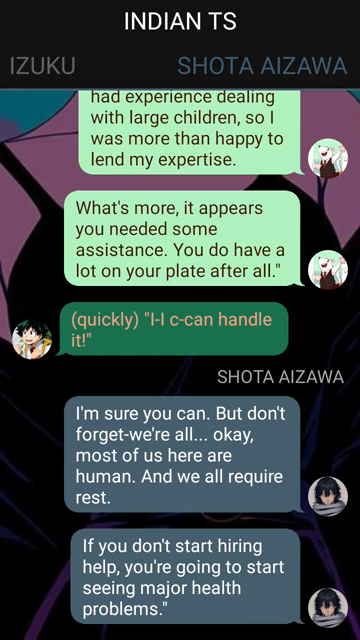 INDIAN TS
IZUKU
SHOTA AIZAWA
had experience dealing
with large children, so I
was more than happy to
lend my expertise.
What's more, it appears
you needed some
assistance. You do have a
lot on your plate after all."
(quickly) "I-I c-can handle
it!"
SHOTA AIZAWA
I'm sure you can. But don't
forget-we're all... okay,
most of us here are
human. And we all require
rest.
If you don't start hiring
help, you're going to start
seeing major health
problems."